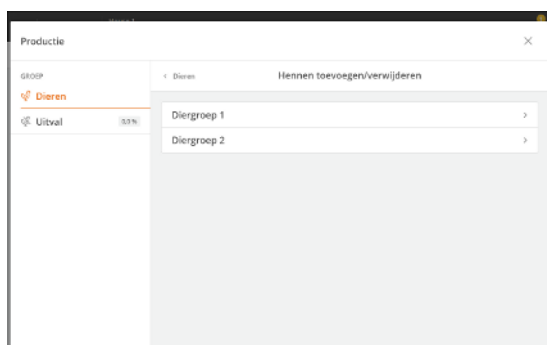 Productie
GROEP
Dieren
Uitval 0,0 %
Dieren
Hennen toevoegen/verwijderen
Diergroep 1
Diergroep 2